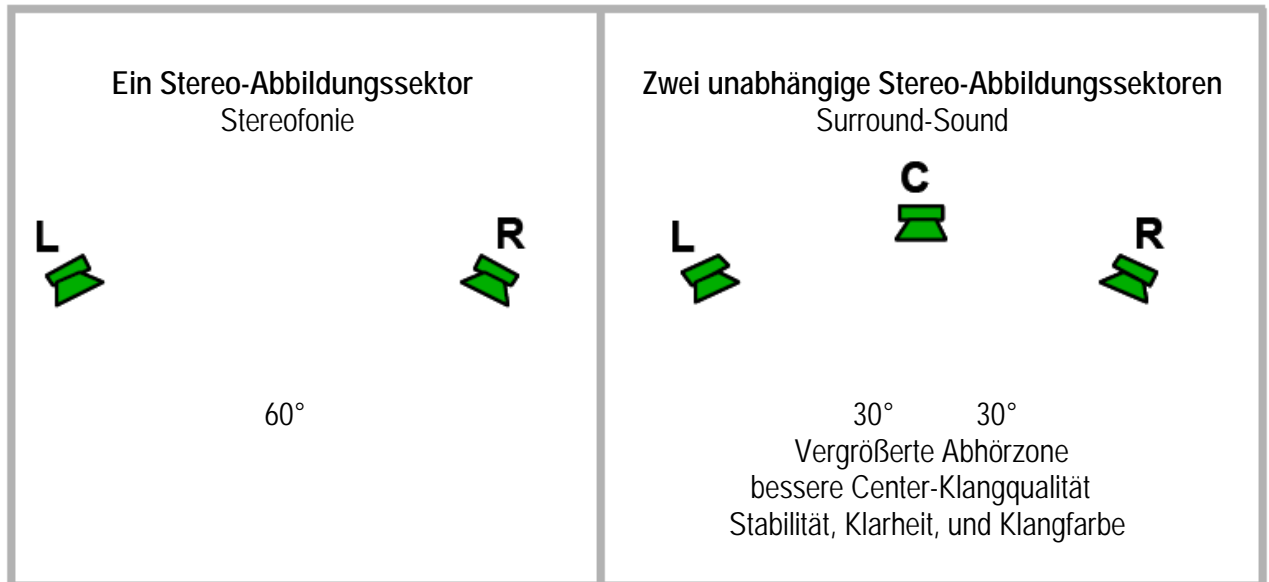 Ein Stereo-Abbildungssektor
Stereofonie
L
R
60°
Zwei unabhängige Stereo-Abbildungssektoren
Surround-Sound
C
L
R
30° 30°
Vergrößerte Abhörzone
bessere Center-Klangqualität
Stabilität, Klarheit, und Klangfarbe